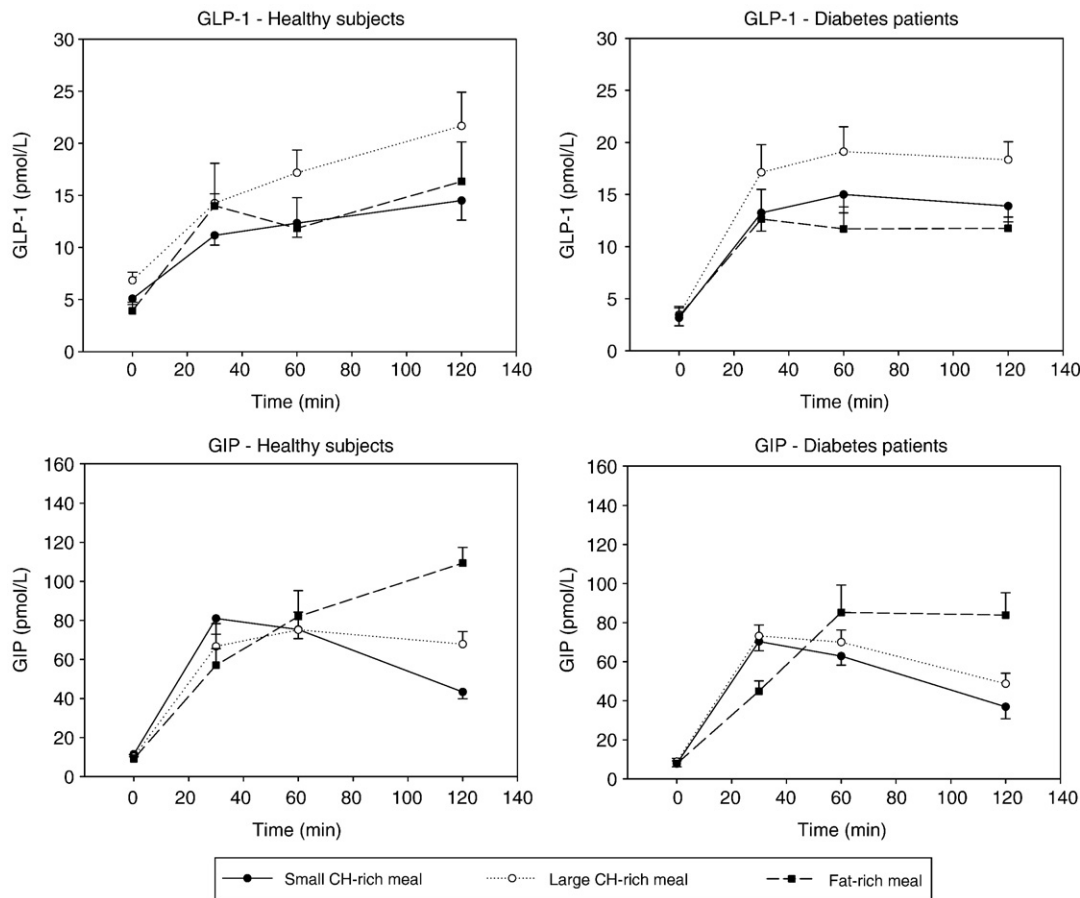 GLP-1 - Healthy subjects
30
25
20
15
10
5
0
GLP-1 (pmol/L)
0 20 40 60 80 100 120 140
Time (min)
GLP-1 - Diabetes patients
30
25
20
15
10
5
0
GLP-1 (pmol/L)
0 20 40 60 80 100 120 140
Time (min)
GIP - Healthy subjects
160
140
120
100
80
60
40
20
0
GIP (pmol/L)
0 20 40 60 80 100 120 140
Time (min)
GIP - Diabetes patients
160
140
120
100
80
60
40
20
0
GIP (pmol/L)
0 20 40 60 80 100 120 140
Time (min)
Small CH-rich meal Large CH-rich meal Fat-rich meal